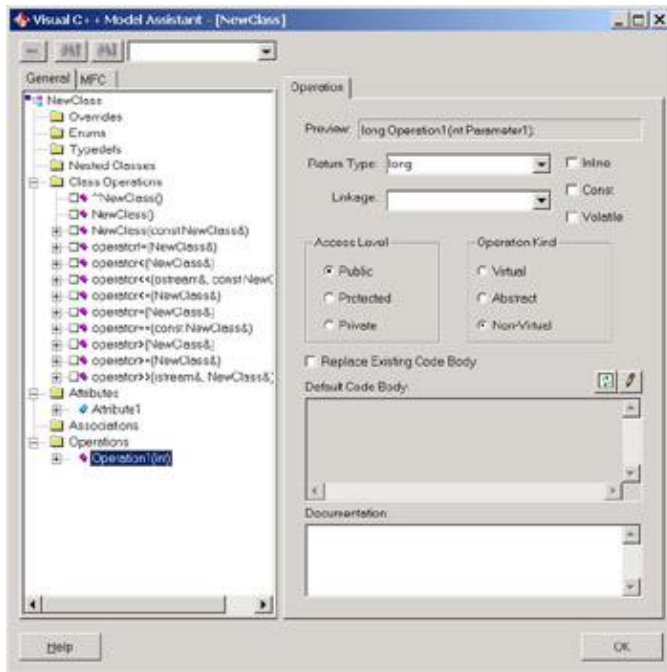 Visual C++ Model Assistant - [NewClass]
General MFC
NewClass
Overrides
Enums
Typedefs
Nested Classes
Class Operations
~NewClass()
NewClass()
NewClass(const NewClass&)
operator!=(NewClass&)
operator<(NewClass&)
operator<<(ostream&, const NewC
operator<=(NewClass&)
operator=(NewClass&)
operator==(const NewClass&)
operator>(NewClass&)
operator>=(NewClass&)
operator>>(istream&, NewClass&)
Attributes
Attribute1
Associations
Operations
Operation1(int)
Operation
Preview: long Operation1(int Parameter1);
Return Type: long
Inline
Linkage:
Const
Volatile
Access Level
Public
Protected
Private
Operation Kind
Virtual
Abstract
Non-Virtual
Replace Existing Code Body
Default Code Body:
Documentation
Help
OK